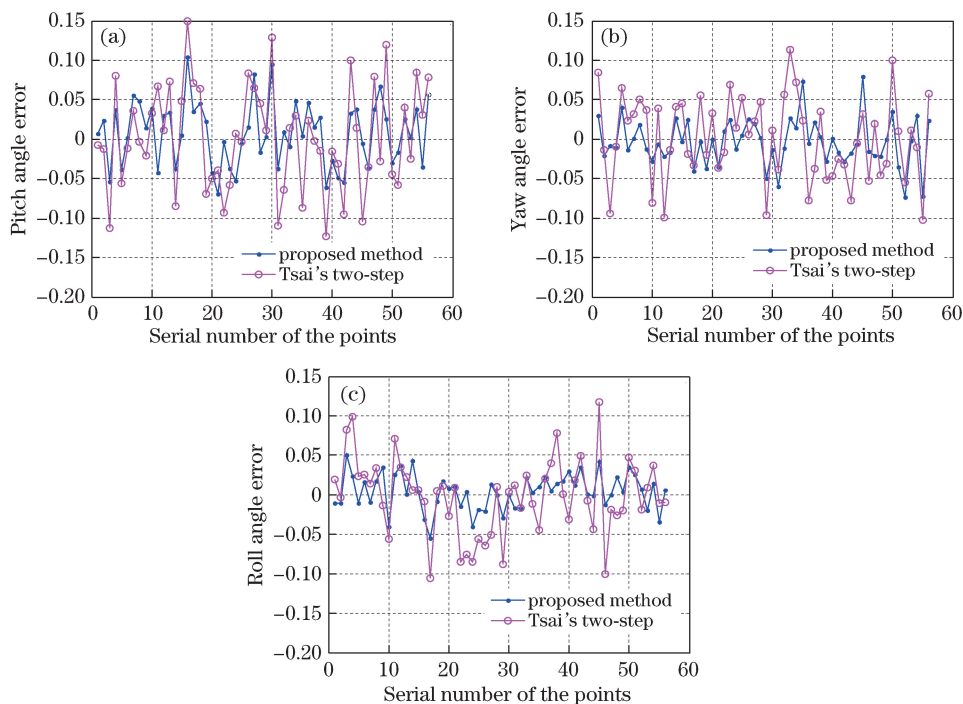 (a)
0.15
0.10
0.05
0
−0.05
−0.10
−0.15
−0.20
Pitch angle error
proposed method
Tsai's two-step
0 10 20 30 40 50 60
Serial number of the points
(b)
0.15
0.10
0.05
0
−0.05
−0.10
−0.15
−0.20
Yaw angle error
proposed method
Tsai's two-step
0 10 20 30 40 50 60
Serial number of the points
(c)
0.15
0.10
0.05
0
−0.05
−0.10
−0.15
−0.20
Roll angle error
proposed method
Tsai's two-step
0 10 20 30 40 50 60
Serial number of the points